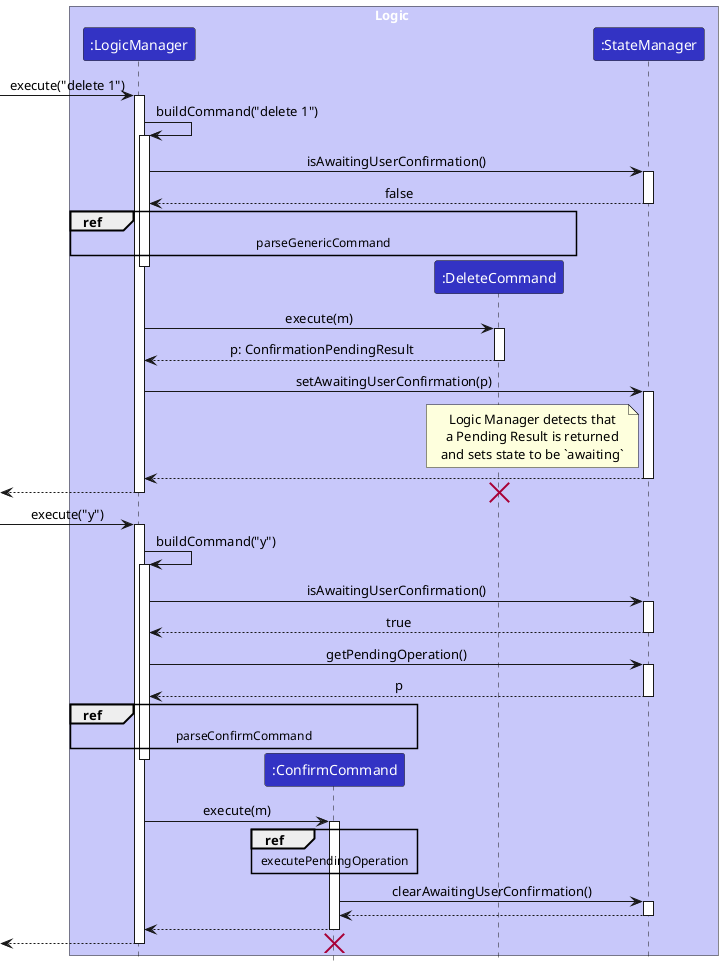 Logic
:LogicManager
:StateManager
execute("delete 1")
buildCommand("delete 1")
isAwaitingUserConfirmation()
false
ref
parseGenericCommand
:DeleteCommand
execute(m)
p: ConfirmationPendingResult
setAwaitingUserConfirmation(p)
Logic Manager detects that
a Pending Result is returned
and sets state to be `awaiting`
execute("y")
buildCommand("y")
isAwaitingUserConfirmation()
true
getPendingOperation()
p
ref
parseConfirmCommand
:ConfirmCommand
execute(m)
ref
executePendingOperation
clearAwaitingUserConfirmation()